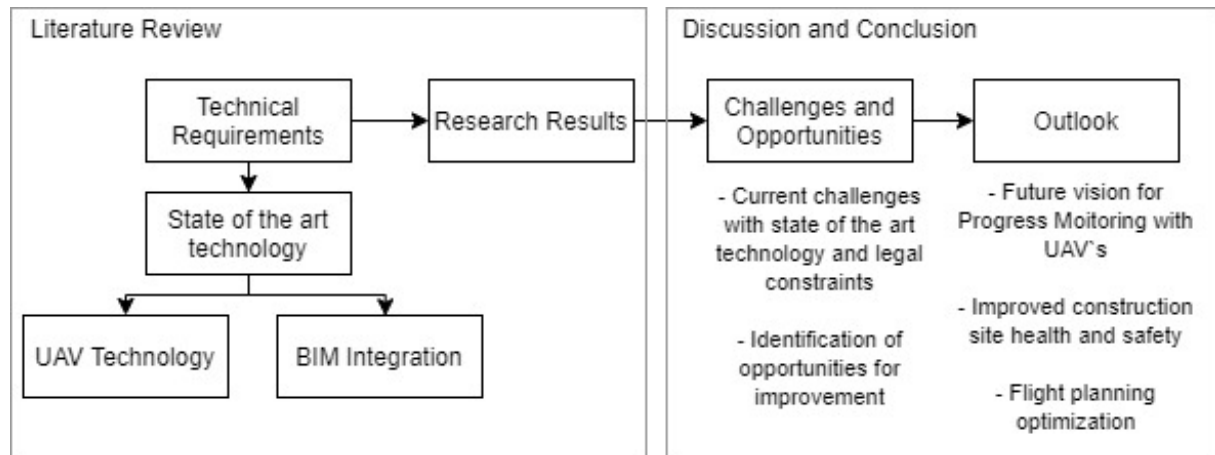 Literature Review
Technical
Requirements
Research Results
State of the art
technology
UAV Technology
BIM Integration
Discussion and Conclusion
Challenges and
Opportunities
Outlook
- Current challenges
with state of the art
technology and legal
constraints
- Identification of
opportunities for
improvement
- Future vision for
Progress Moitoring with
UAV`s
- Improved construction
site health and safety
- Flight planning
optimization